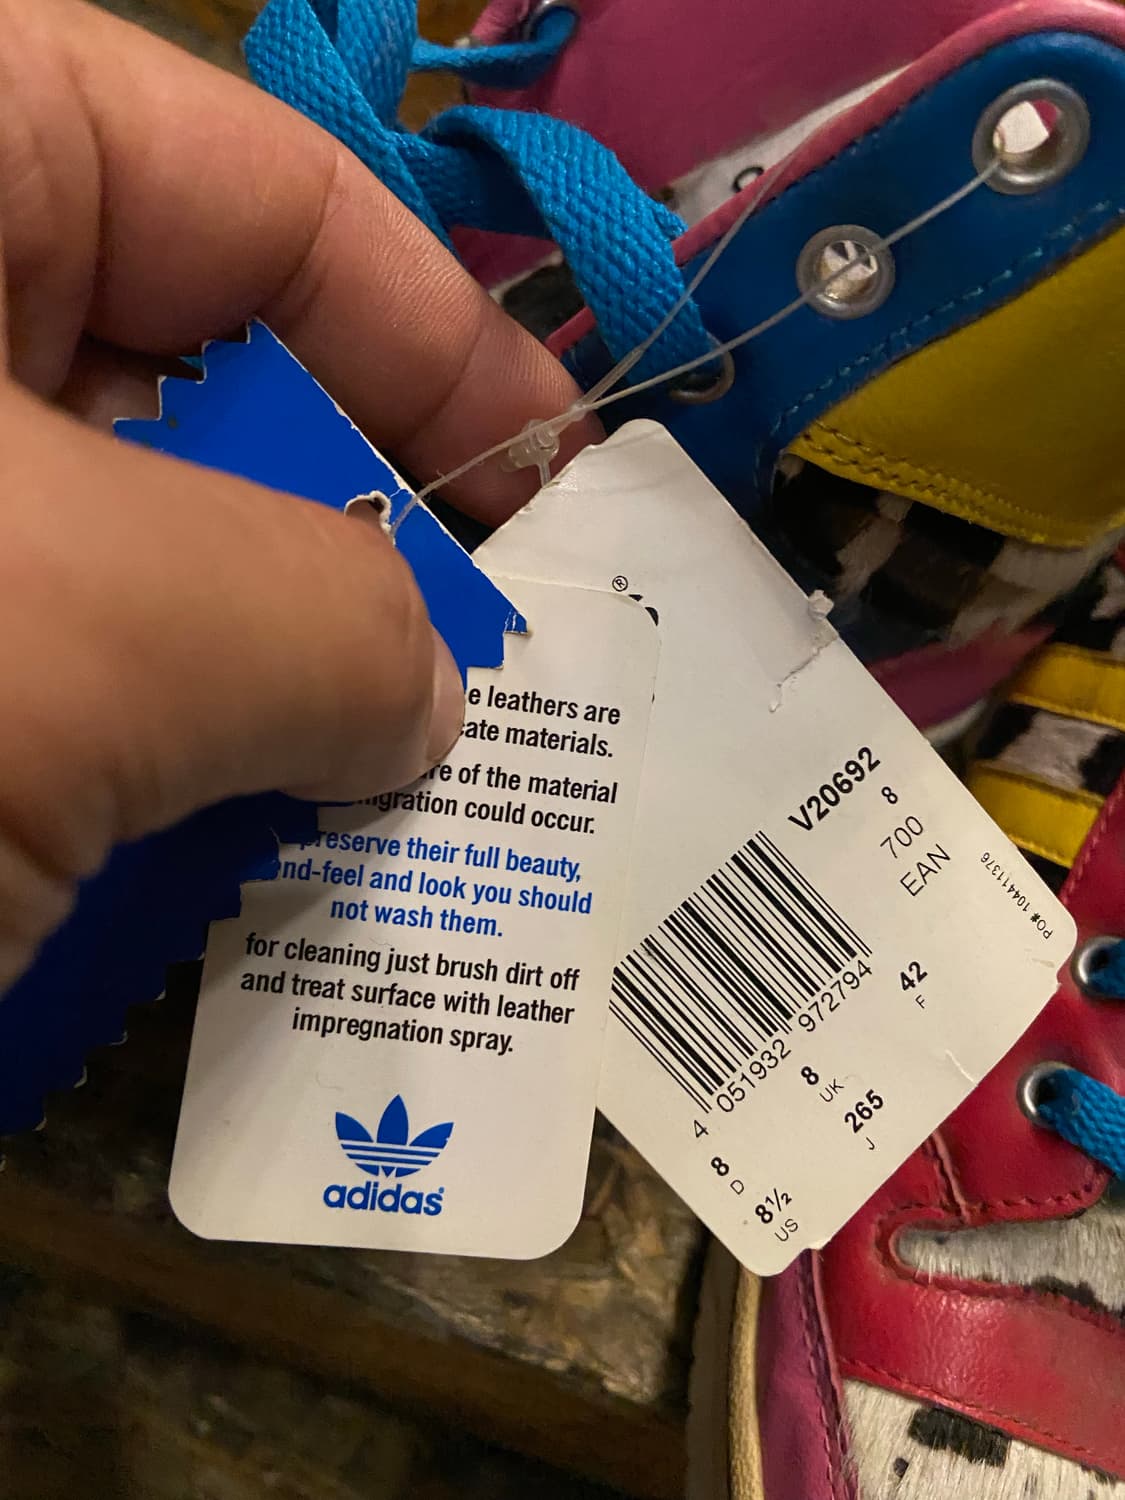 e leathers are
cate materials.
re of the material
migration could occur.
preserve their full beauty,
and-feel and look you should
not wash them.
for cleaning just brush dirt off
and treat surface with leather
impregnation spray.
adidas
®
V20692
8
700
EAN
PO# 104411376
4 051932 972794
42
F
8
UK
265
J
8
D
8½
US